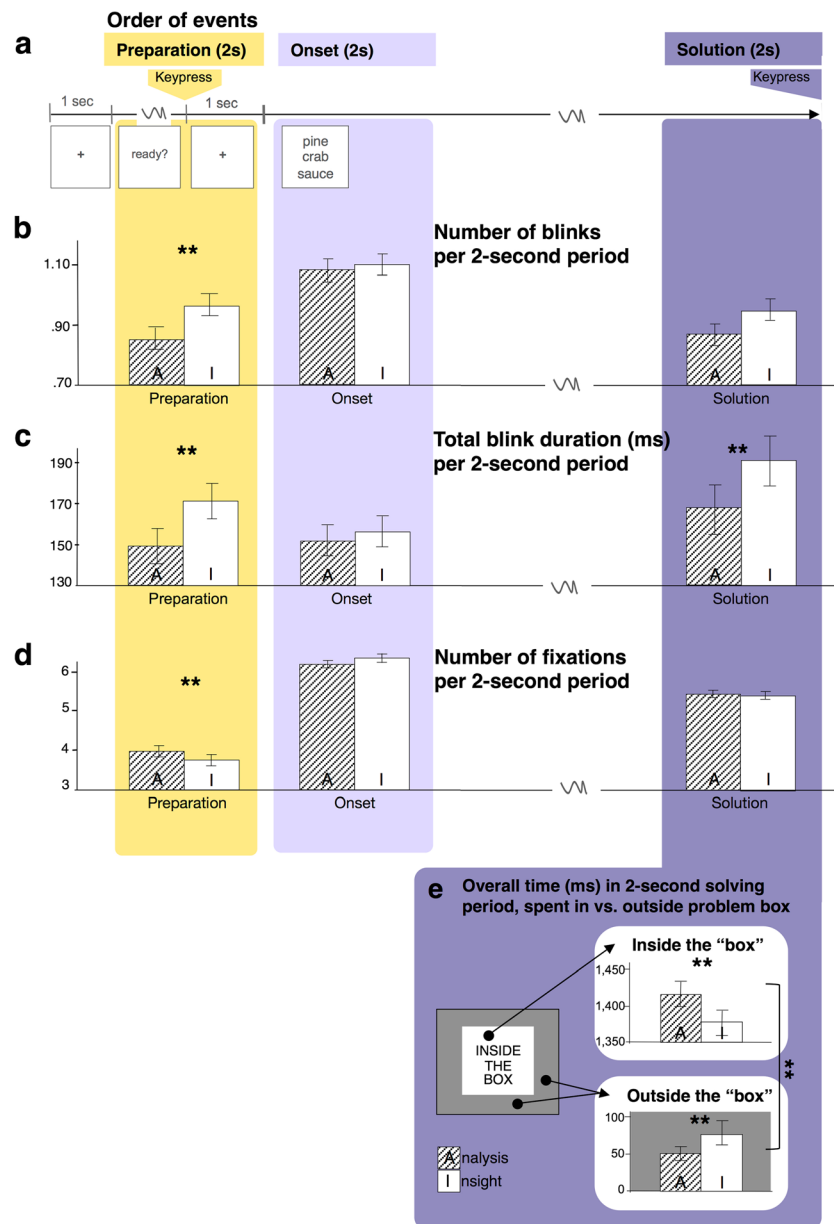 Order of events
a
Preparation (2s)
Onset (2s)
Solution (2s)
Keypress
Keypress
1 sec
1 sec
+
ready?
+
pine
crab
sauce
b
Number of blinks
per 2-second period
**
1.10
.90
.70
A
I
A
I
A
I
Preparation
Onset
Solution
c
Total blink duration (ms)
per 2-second period
**
**
190
170
150
130
A
I
A
I
A
I
Preparation
Onset
Solution
d
Number of fixations
per 2-second period
**
6
5
4
3
A
I
A
I
A
I
Preparation
Onset
Solution
e
Overall time (ms) in 2-second solving
period, spent in vs. outside problem box
Inside the “box”
**
1,450
1,400
1,350
A
I
INSIDE
THE
BOX
**
Outside the “box”
**
100
50
0
A
I
Analysis
Insight